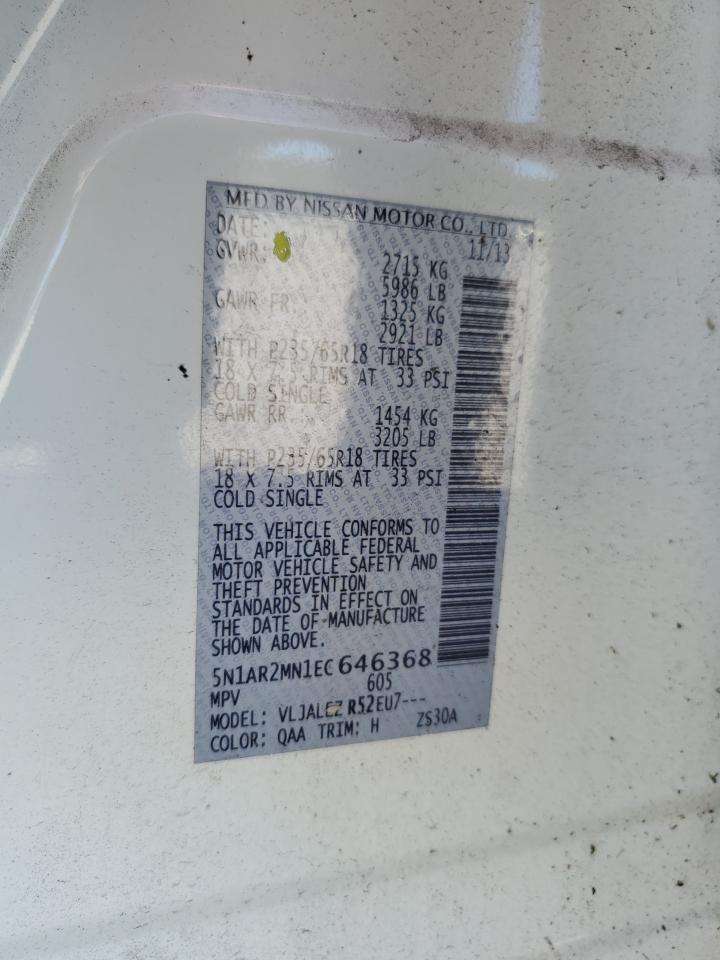 MFD BY NISSAN MOTOR CO., LTD.
DATE: 11/13
GVWR: 2715 KG
5986 LB
GAWR FR. 1325 KG
2921 LB
WITH P235/65R18 TIRES
18 X 7.5 RIMS AT 33 PSI
COLD SINGLE
GAWR RR 1454 KG
3205 LB
WITH P235/65R18 TIRES
18 X 7.5 RIMS AT 33 PSI
COLD SINGLE
THIS VEHICLE CONFORMS TO
ALL APPLICABLE FEDERAL
MOTOR VEHICLE SAFETY AND
THEFT PREVENTION
STANDARDS IN EFFECT ON
THE DATE OF MANUFACTURE
SHOWN ABOVE.
5N1AR2MN1EC646368
MPV 605
MODEL: VLJALEZ R52EU7---
COLOR: QAA TRIM: H ZS30A